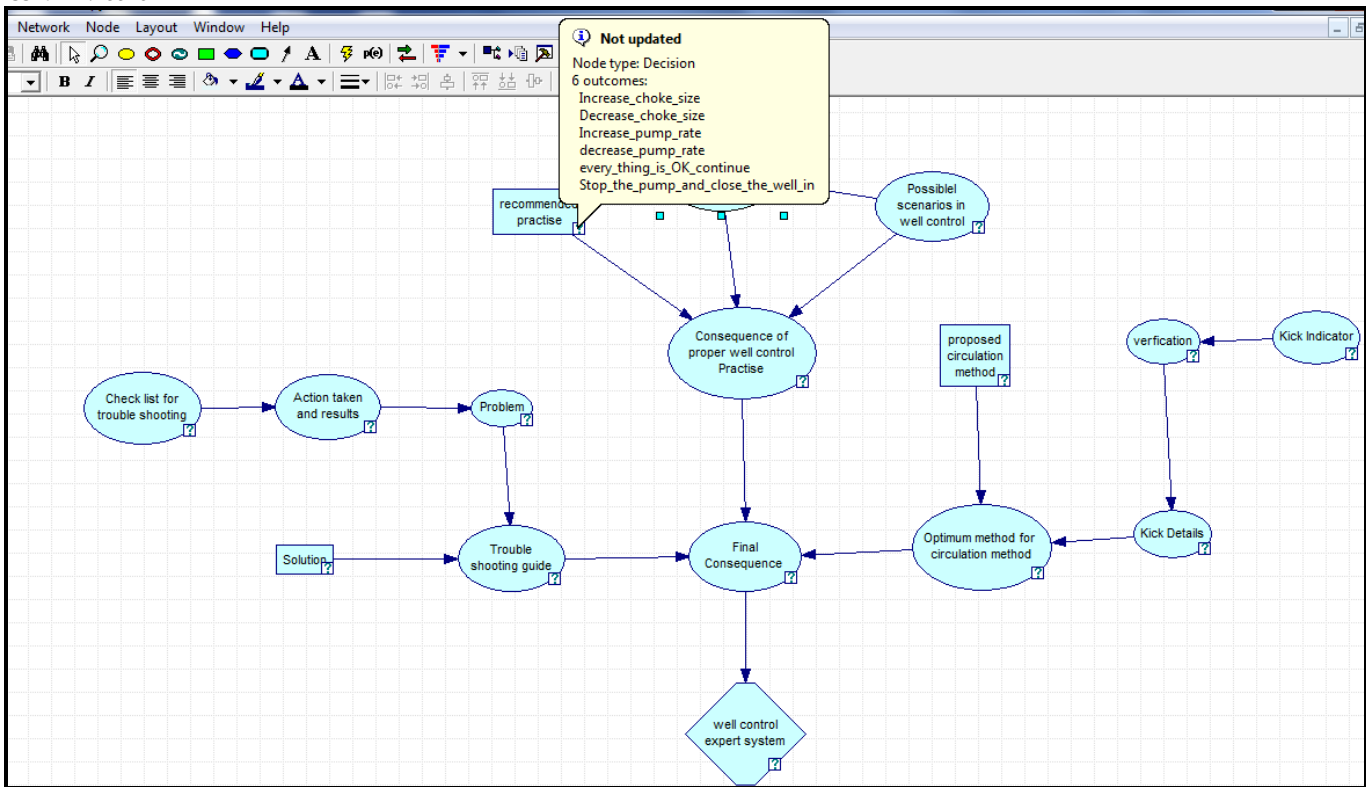 Network Node Layout Window Help
A
p(e)
B I
A
Not updated
Node type: Decision
6 outcomes:
Increase_choke_size
Decrease_choke_size
Increase_pump_rate
decrease_pump_rate
every_thing_is_OK_continue
Stop_the_pump_and_close_the_well_in
recommended
practise
?
Possiblel
scenarios in
well control
?
Consequence of
proper well control
Practise
?
proposed
circulation
method
?
verfication
?
Kick Indicator
?
Check list for
trouble shooting
?
Action taken
and results
?
Problem
?
Solution
?
Trouble
shooting guide
?
Final
Consequence
?
Optimum method for
circulation method
?
Kick Details
?
well control
expert system
?